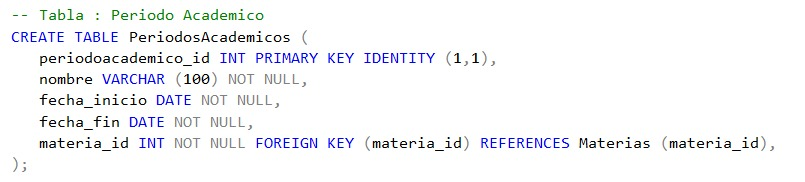 -- Tabla : Periodo Academico
CREATE TABLE PeriodosAcademicos (
periodoacademico_id INT PRIMARY KEY IDENTITY (1,1),
nombre VARCHAR (100) NOT NULL,
fecha_inicio DATE NOT NULL,
fecha_fin DATE NOT NULL,
materia_id INT NOT NULL FOREIGN KEY (materia_id) REFERENCES Materias (materia_id),
);